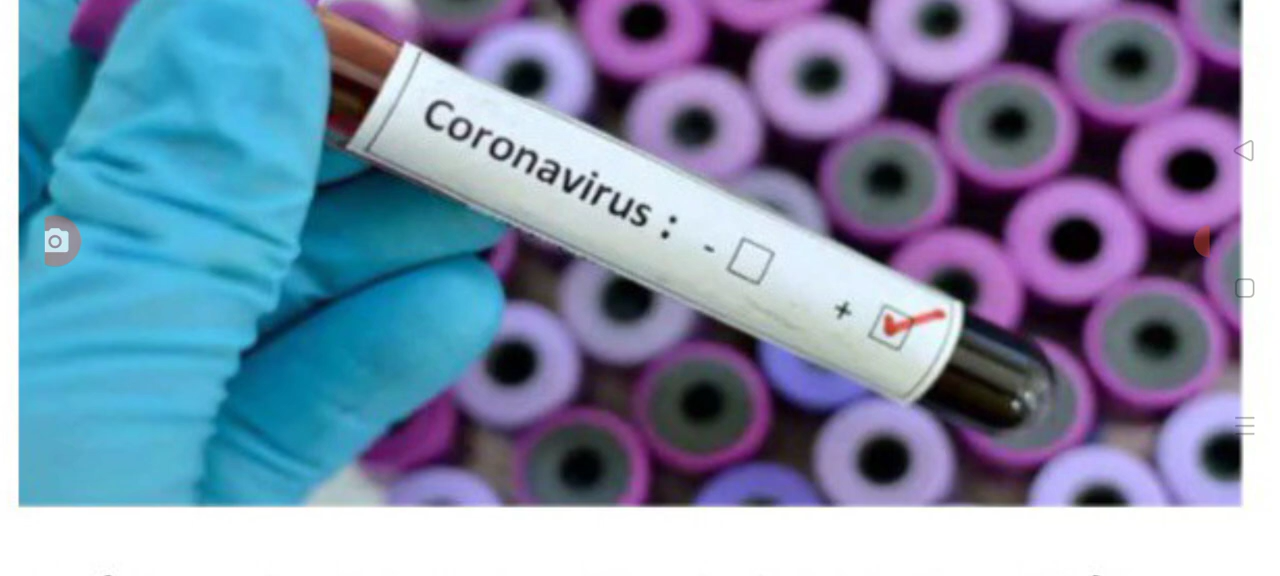 Coronavirus : - ☐
+ ☑